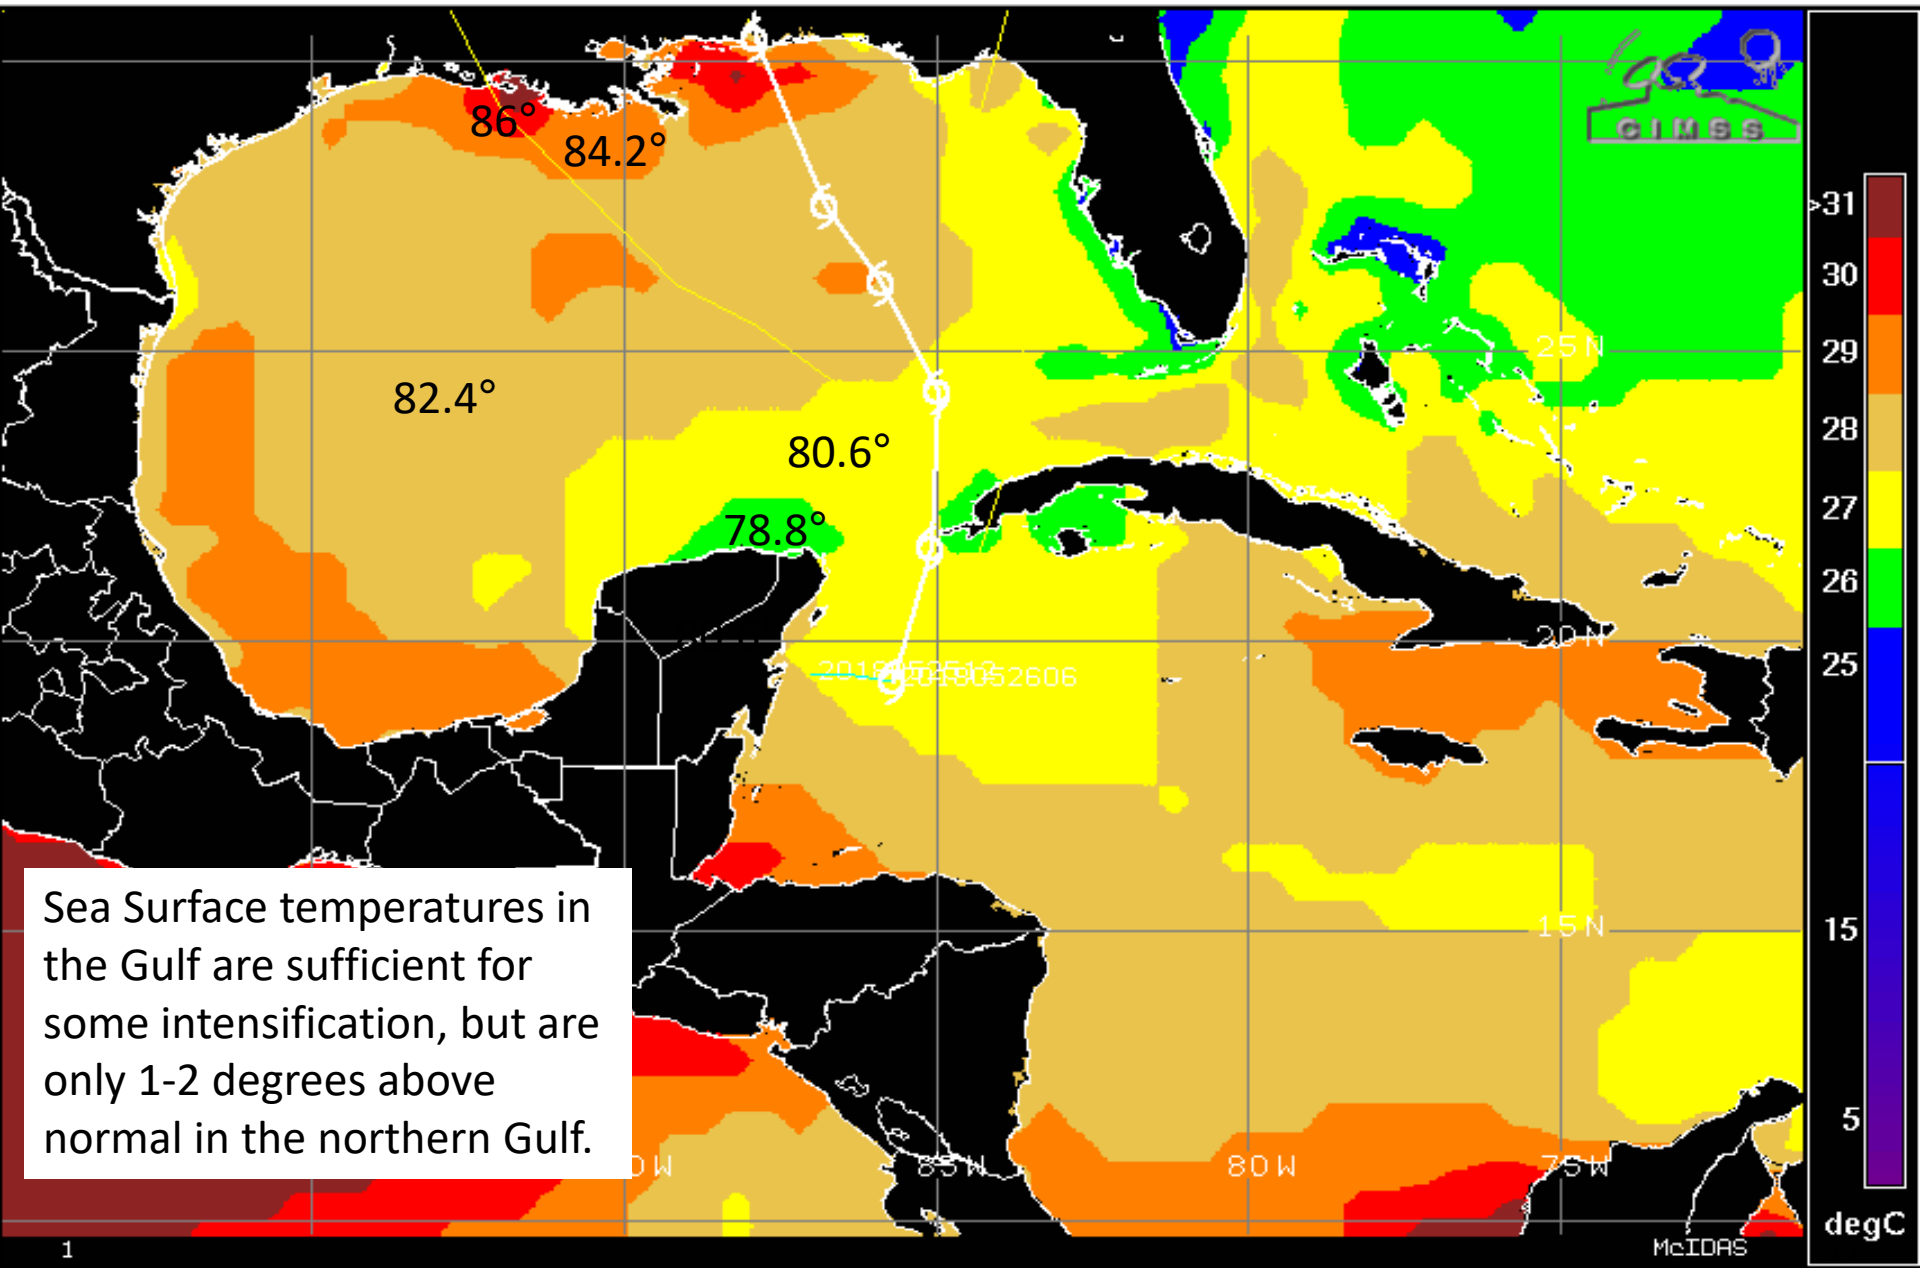 CIMSS
86°
84.2°
>31
30
29
25N
82.4°
28
80.6°
27
78.8°
26
20N
25
2018052606
Sea Surface temperatures in
the Gulf are sufficient for
some intensification, but are
only 1-2 degrees above
normal in the northern Gulf.
15N
15
5
85W
80W
75W
degC
1
McIDAS